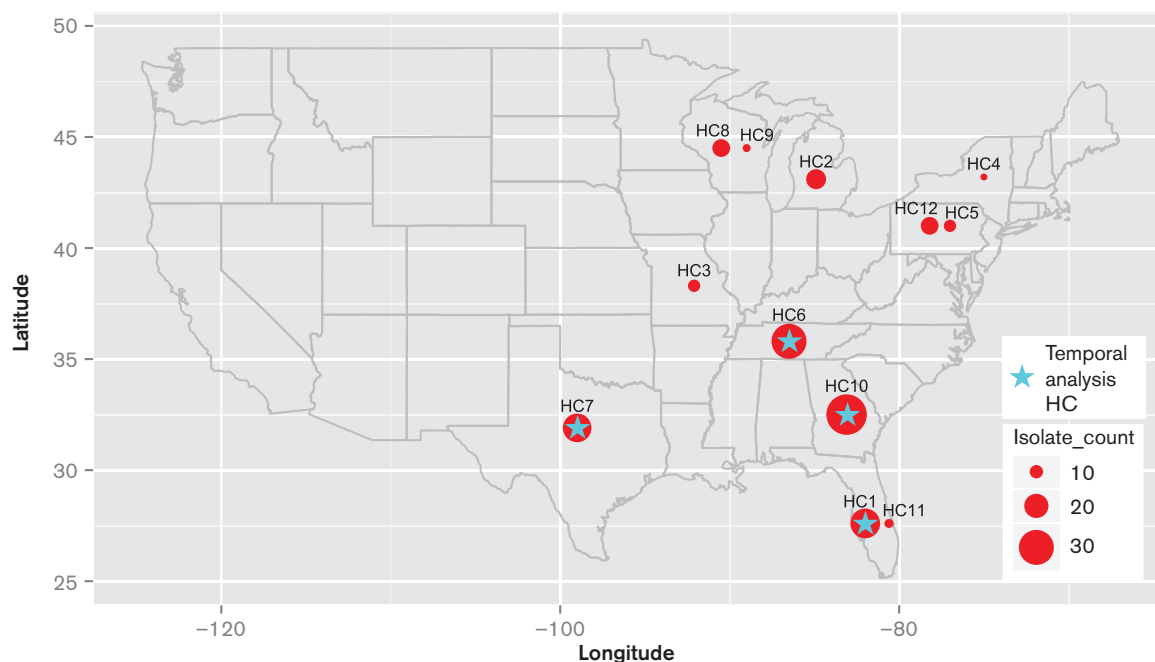 50
45
40
35
30
25
Latitude
HC8
HC9
HC2
HC4
HC12
HC5
HC3
HC6
HC10
HC7
HC1
HC11
Temporal
analysis
HC
Isolate_count
10
20
30
−120
−100
−80
Longitude